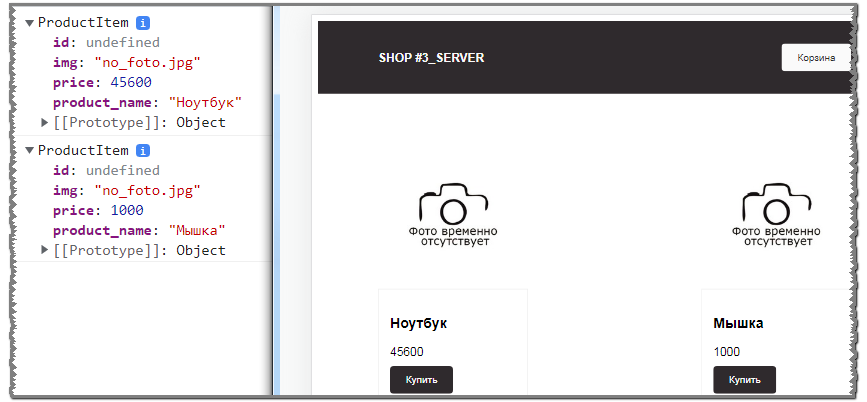 ProductItem i
id: undefined
img: "no_foto.jpg"
price: 45600
product_name: "Ноутбук"
[[Prototype]]: Object
ProductItem i
id: undefined
img: "no_foto.jpg"
price: 1000
product_name: "Мышка"
[[Prototype]]: Object
SHOP #3_SERVER
Корзина
Фото временно
отсутствует
Ноутбук
45600
Купить
Фото временно
отсутствует
Мышка
1000
Купить